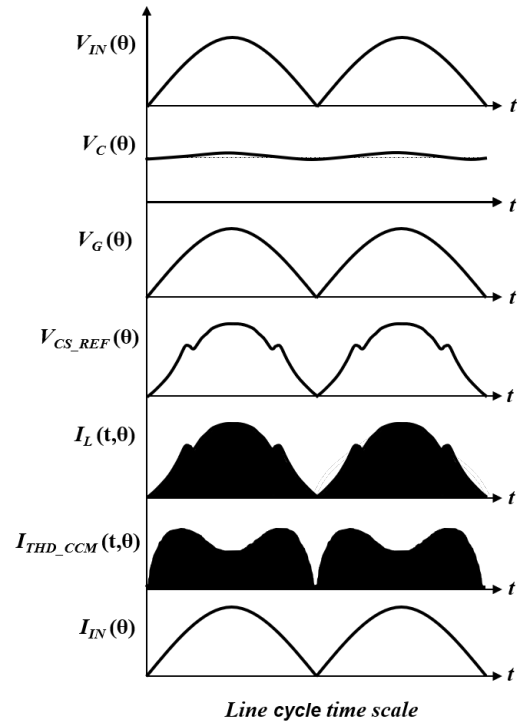 V_IN (θ)
t
V_C (θ)
t
V_G (θ)
t
V_CS_REF (θ)
t
I_L (t,θ)
t
I_THD_CCM (t,θ)
t
I_IN (θ)
t
Line cycle time scale